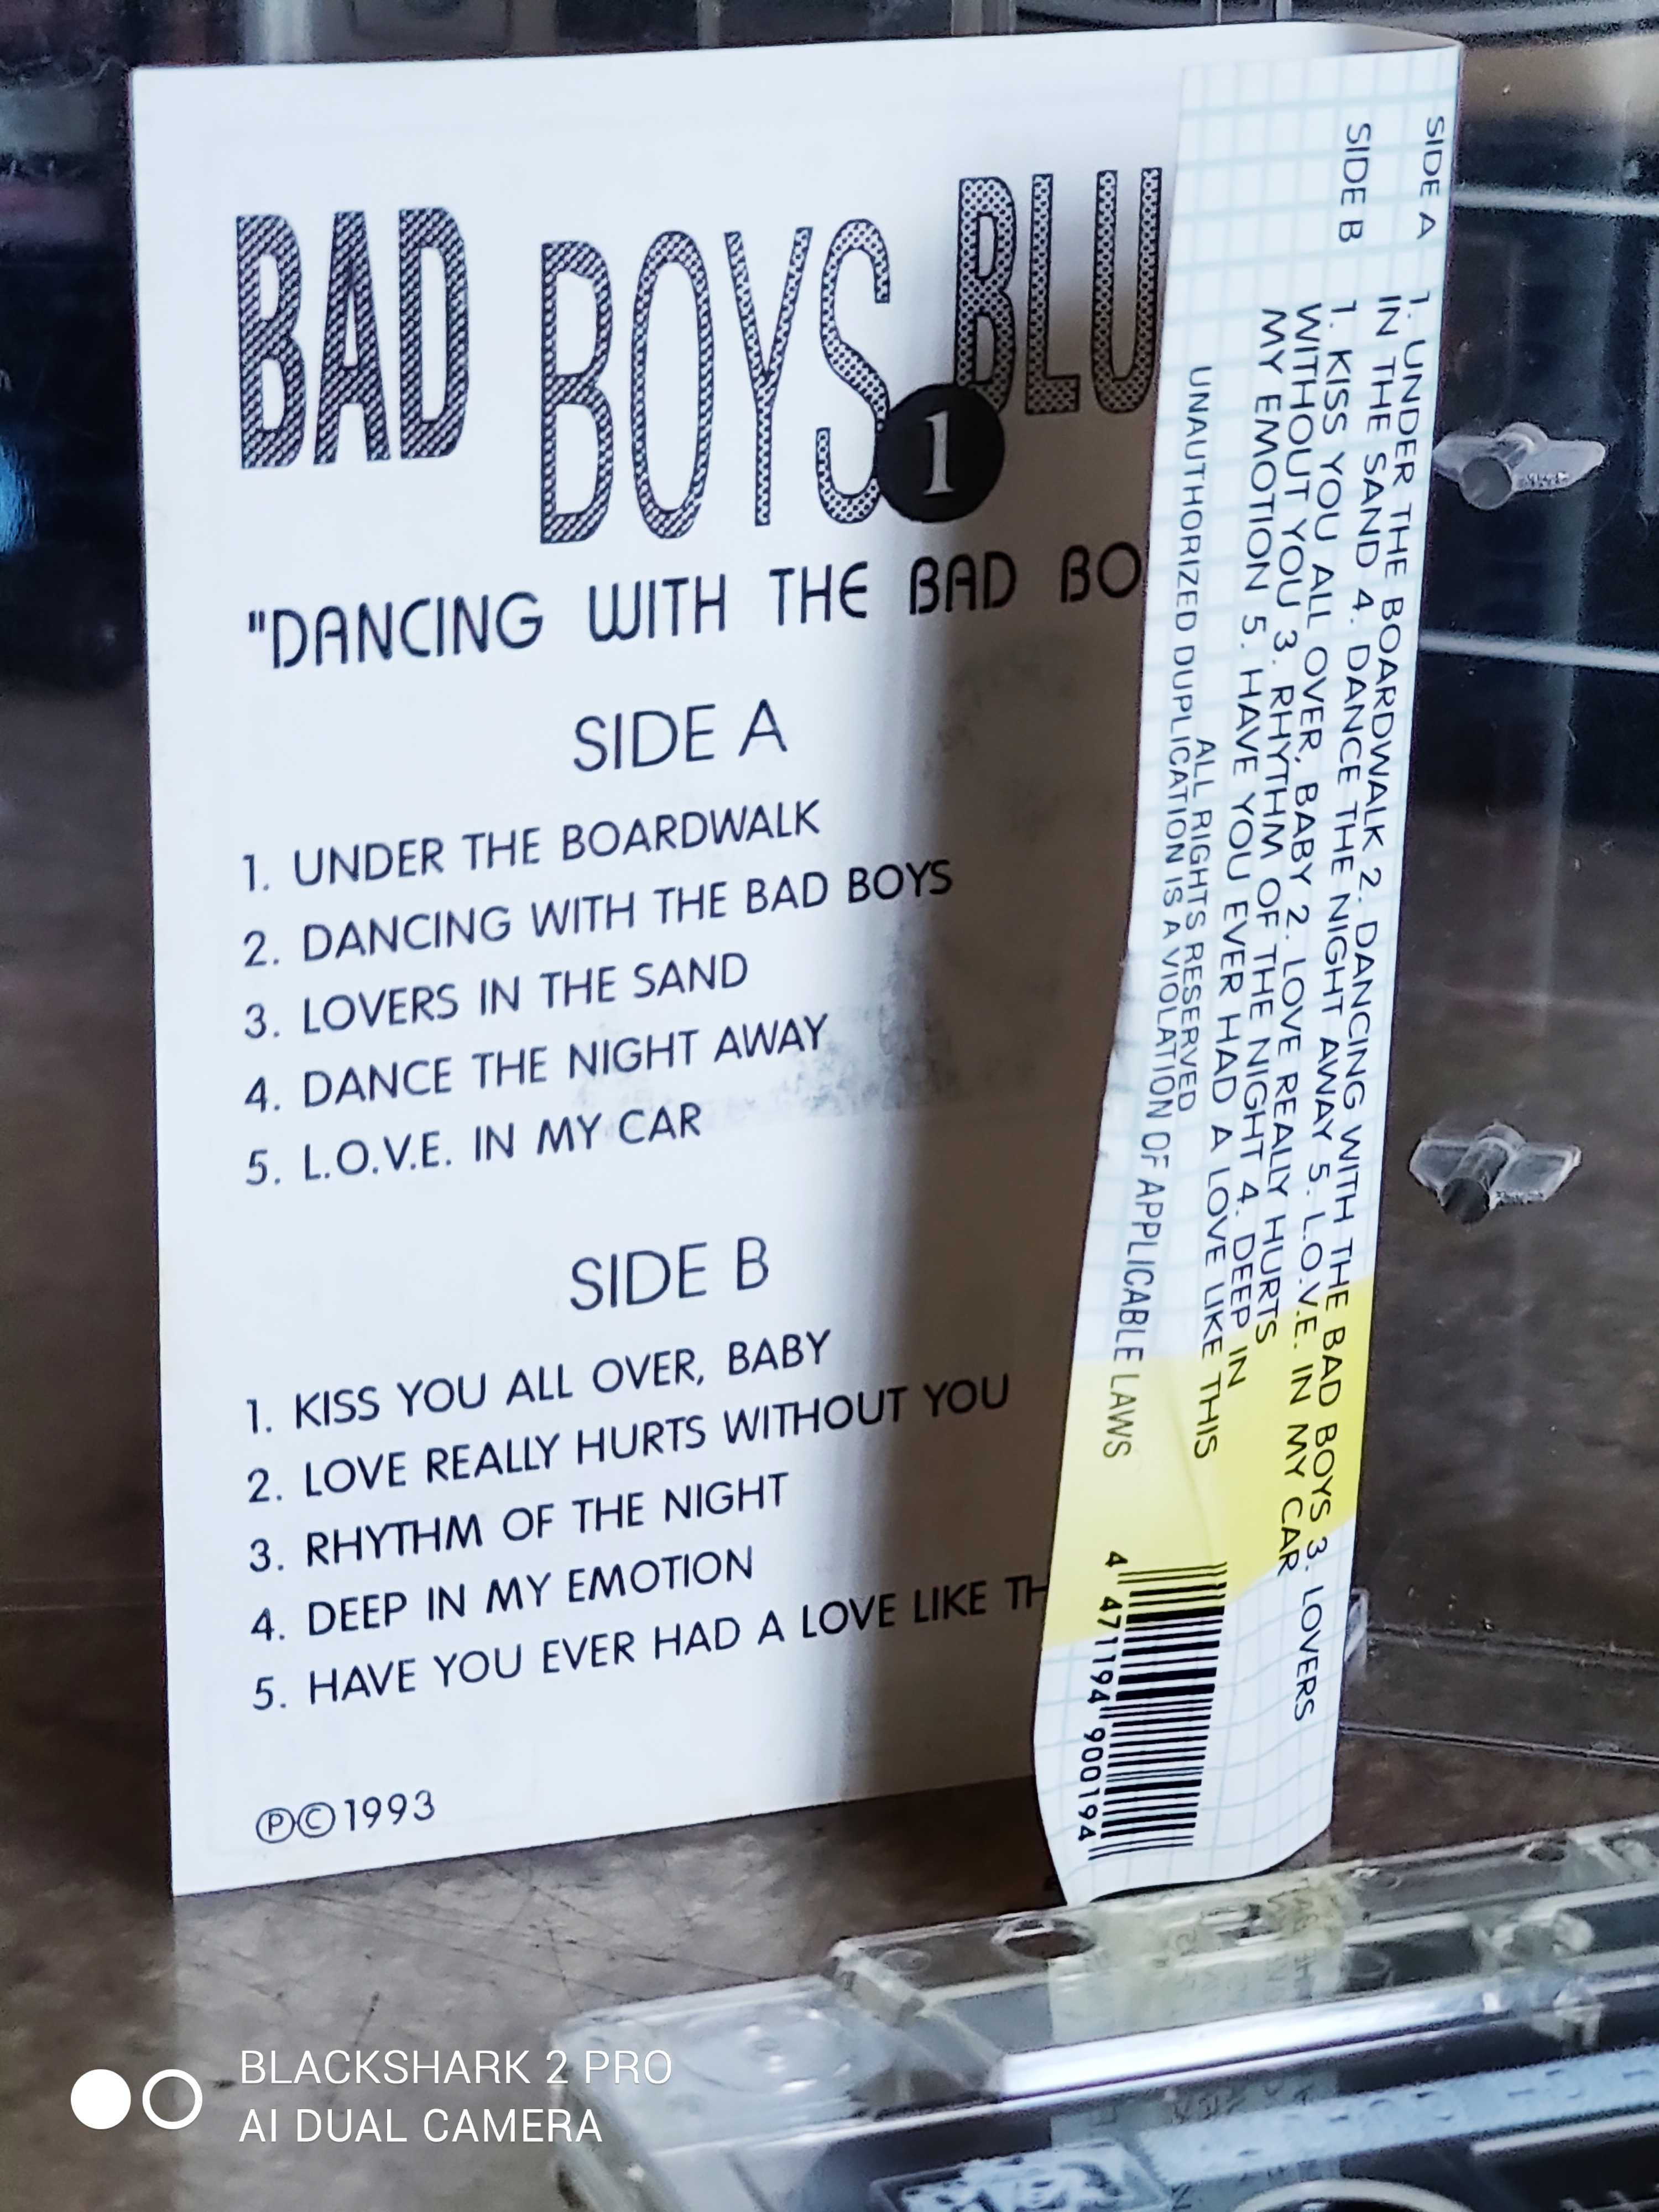 BAD BOYS BLU
1
"DANCING WITH THE BAD BO
SIDE A
1. UNDER THE BOARDWALK
2. DANCING WITH THE BAD BOYS
3. LOVERS IN THE SAND
4. DANCE THE NIGHT AWAY
5. L.O.V.E. IN MY CAR
SIDE B
1. KISS YOU ALL OVER, BABY
2. LOVE REALLY HURTS WITHOUT YOU
3. RHYTHM OF THE NIGHT
4. DEEP IN MY EMOTION
5. HAVE YOU EVER HAD A LOVE LIKE TH
Ⓟ©1993
SIDE A 1. UNDER THE BOARDWALK 2. DANCING WITH THE BAD BOYS 3. LOVERS
IN THE SAND 4. DANCE THE NIGHT AWAY 5. L.O.V.E. IN MY CAR
SIDE B 1. KISS YOU ALL OVER, BABY 2. LOVE REALLY HURTS
WITHOUT YOU 3. RHYTHM OF THE NIGHT 4. DEEP IN
MY EMOTION 5. HAVE YOU EVER HAD A LOVE LIKE THIS
ALL RIGHTS RESERVED
UNAUTHORIZED DUPLICATION IS A VIOLATION OF APPLICABLE LAWS
4 471194 900194
BLACKSHARK 2 PRO
AI DUAL CAMERA